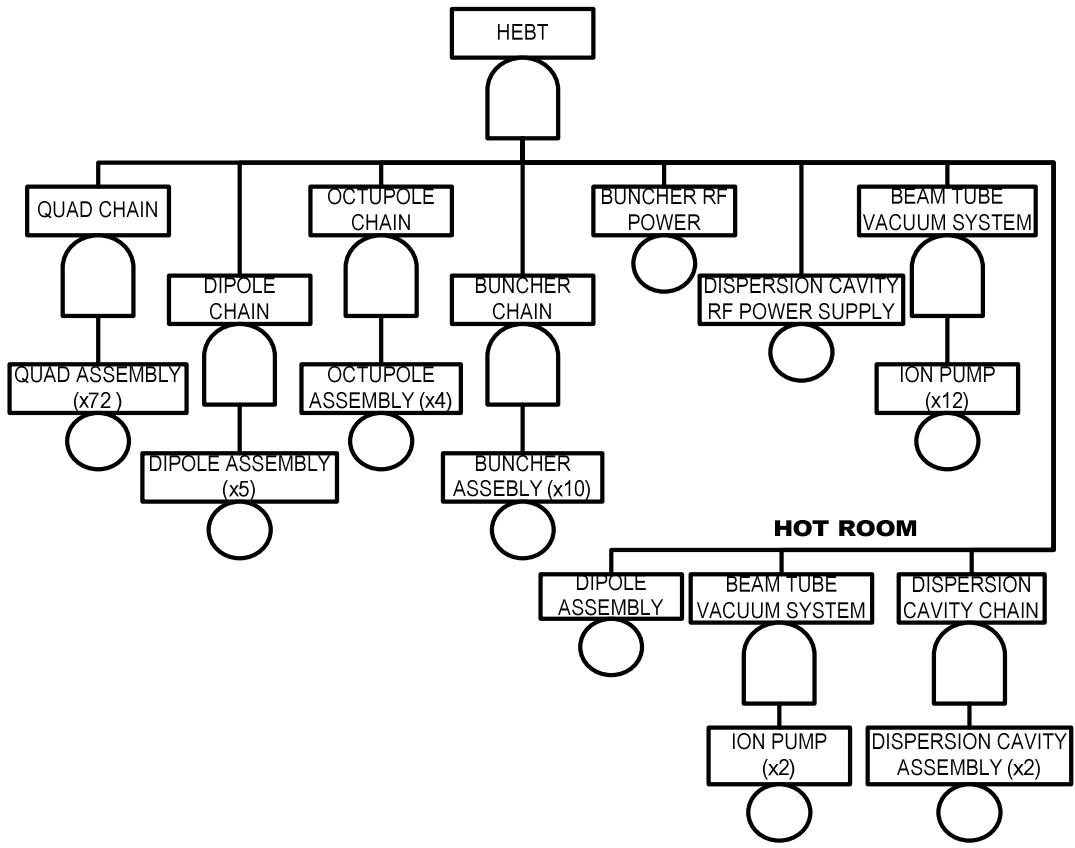 HEBT
QUAD CHAIN
OCTUPOLE
CHAIN
BUNCHER RF
POWER
BEAM TUBE
VACUUM SYSTEM
DIPOLE
CHAIN
BUNCHER
CHAIN
DISPERSION CAVITY
RF POWER SUPPLY
QUAD ASSEMBLY
(x72 )
OCTUPOLE
ASSEMBLY (x4)
ION PUMP
(x12)
DIPOLE ASSEMBLY
(x5)
BUNCHER
ASSEBLY (x10)
HOT ROOM
DIPOLE
ASSEMBLY
BEAM TUBE
VACUUM SYSTEM
DISPERSION
CAVITY CHAIN
ION PUMP
(x2)
DISPERSION CAVITY
ASSEMBLY (x2)